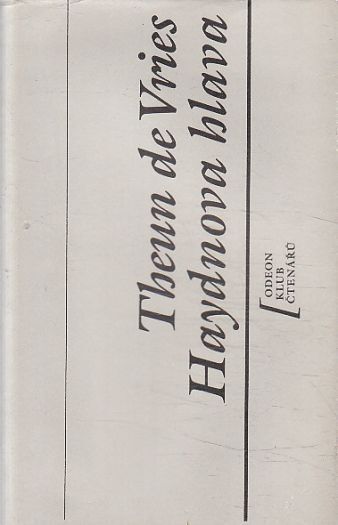 Theun de Vries
Haydnova hlava
ODEON
KLUB
ČTENÁŘŮ